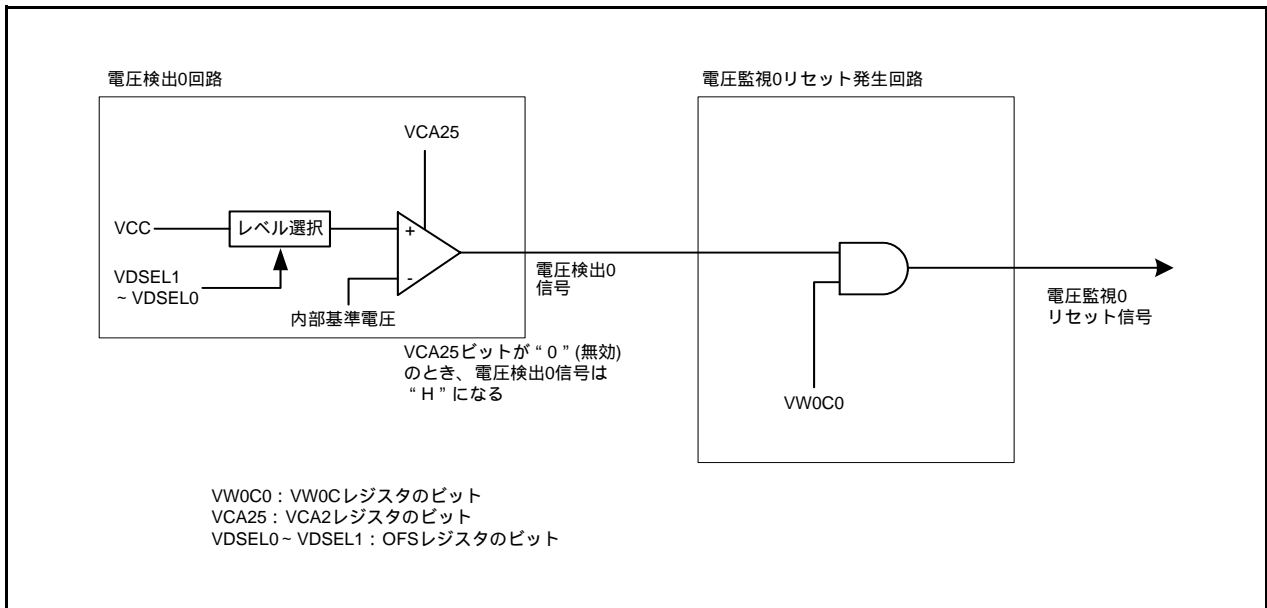 電圧検出0回路
電圧監視0リセット発生回路
VCA25
VCC
レベル選択
+
-
VDSEL1
~ VDSEL0
内部基準電圧
電圧検出0
信号
VCA25ビットが“0”(無効)
のとき、電圧検出0信号は
“H”になる
VW0C0
電圧監視0
リセット信号
VW0C0：VW0Cレジスタのビット
VCA25：VCA2レジスタのビット
VDSEL0~VDSEL1：OFSレジスタのビット